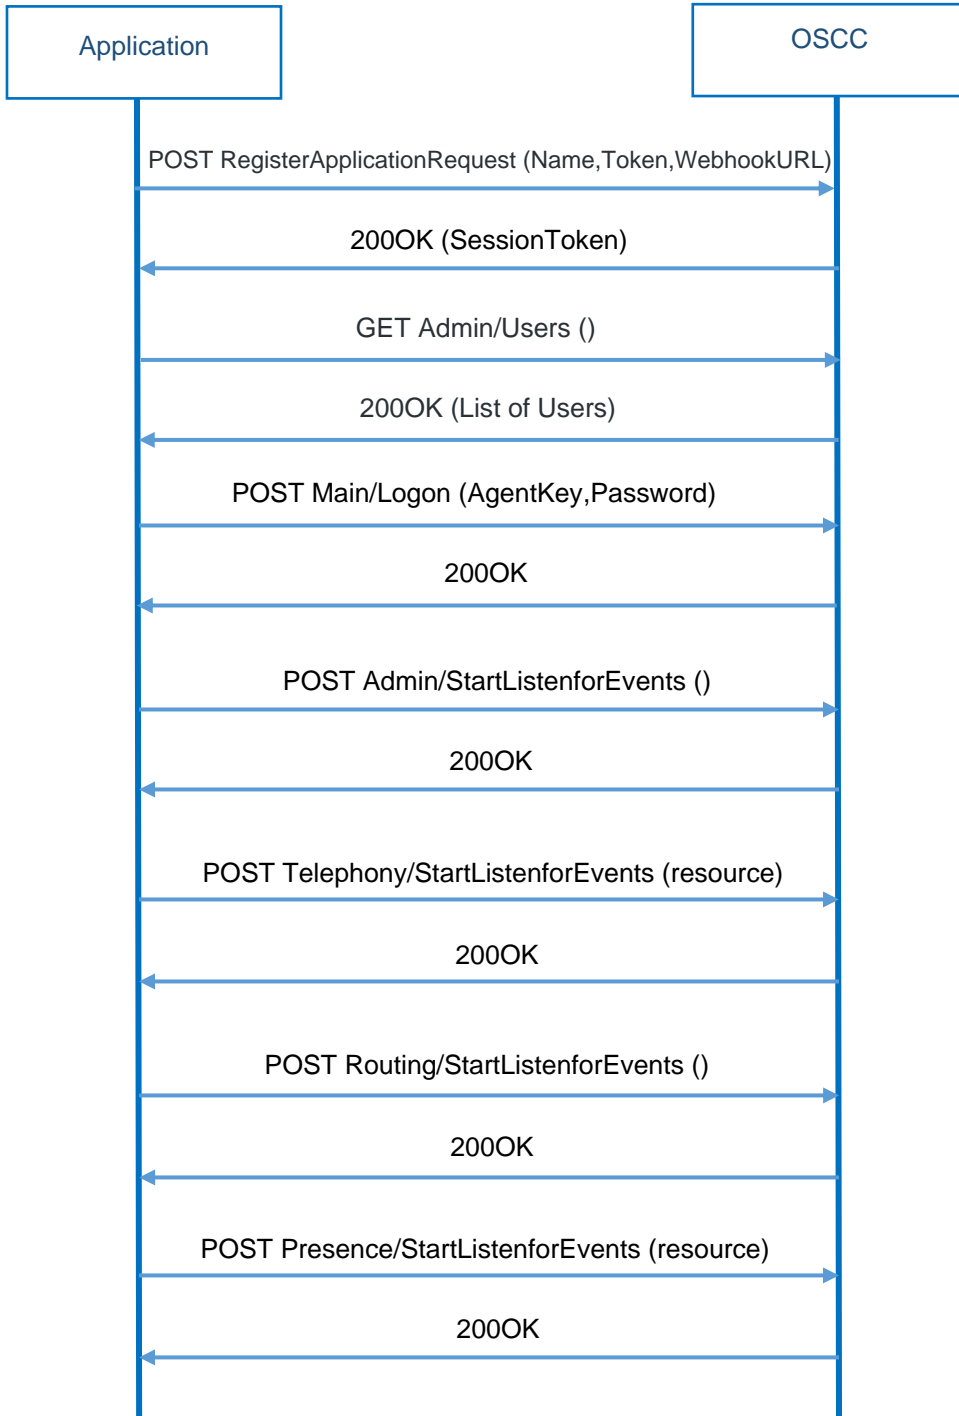 Application
OSCC
POST RegisterApplicationRequest (Name,Token,WebhookURL)
200OK (SessionToken)
GET Admin/Users ()
200OK (List of Users)
POST Main/Logon (AgentKey,Password)
200OK
POST Admin/StartListenforEvents ()
200OK
POST Telephony/StartListenforEvents (resource)
200OK
POST Routing/StartListenforEvents ()
200OK
POST Presence/StartListenforEvents (resource)
200OK